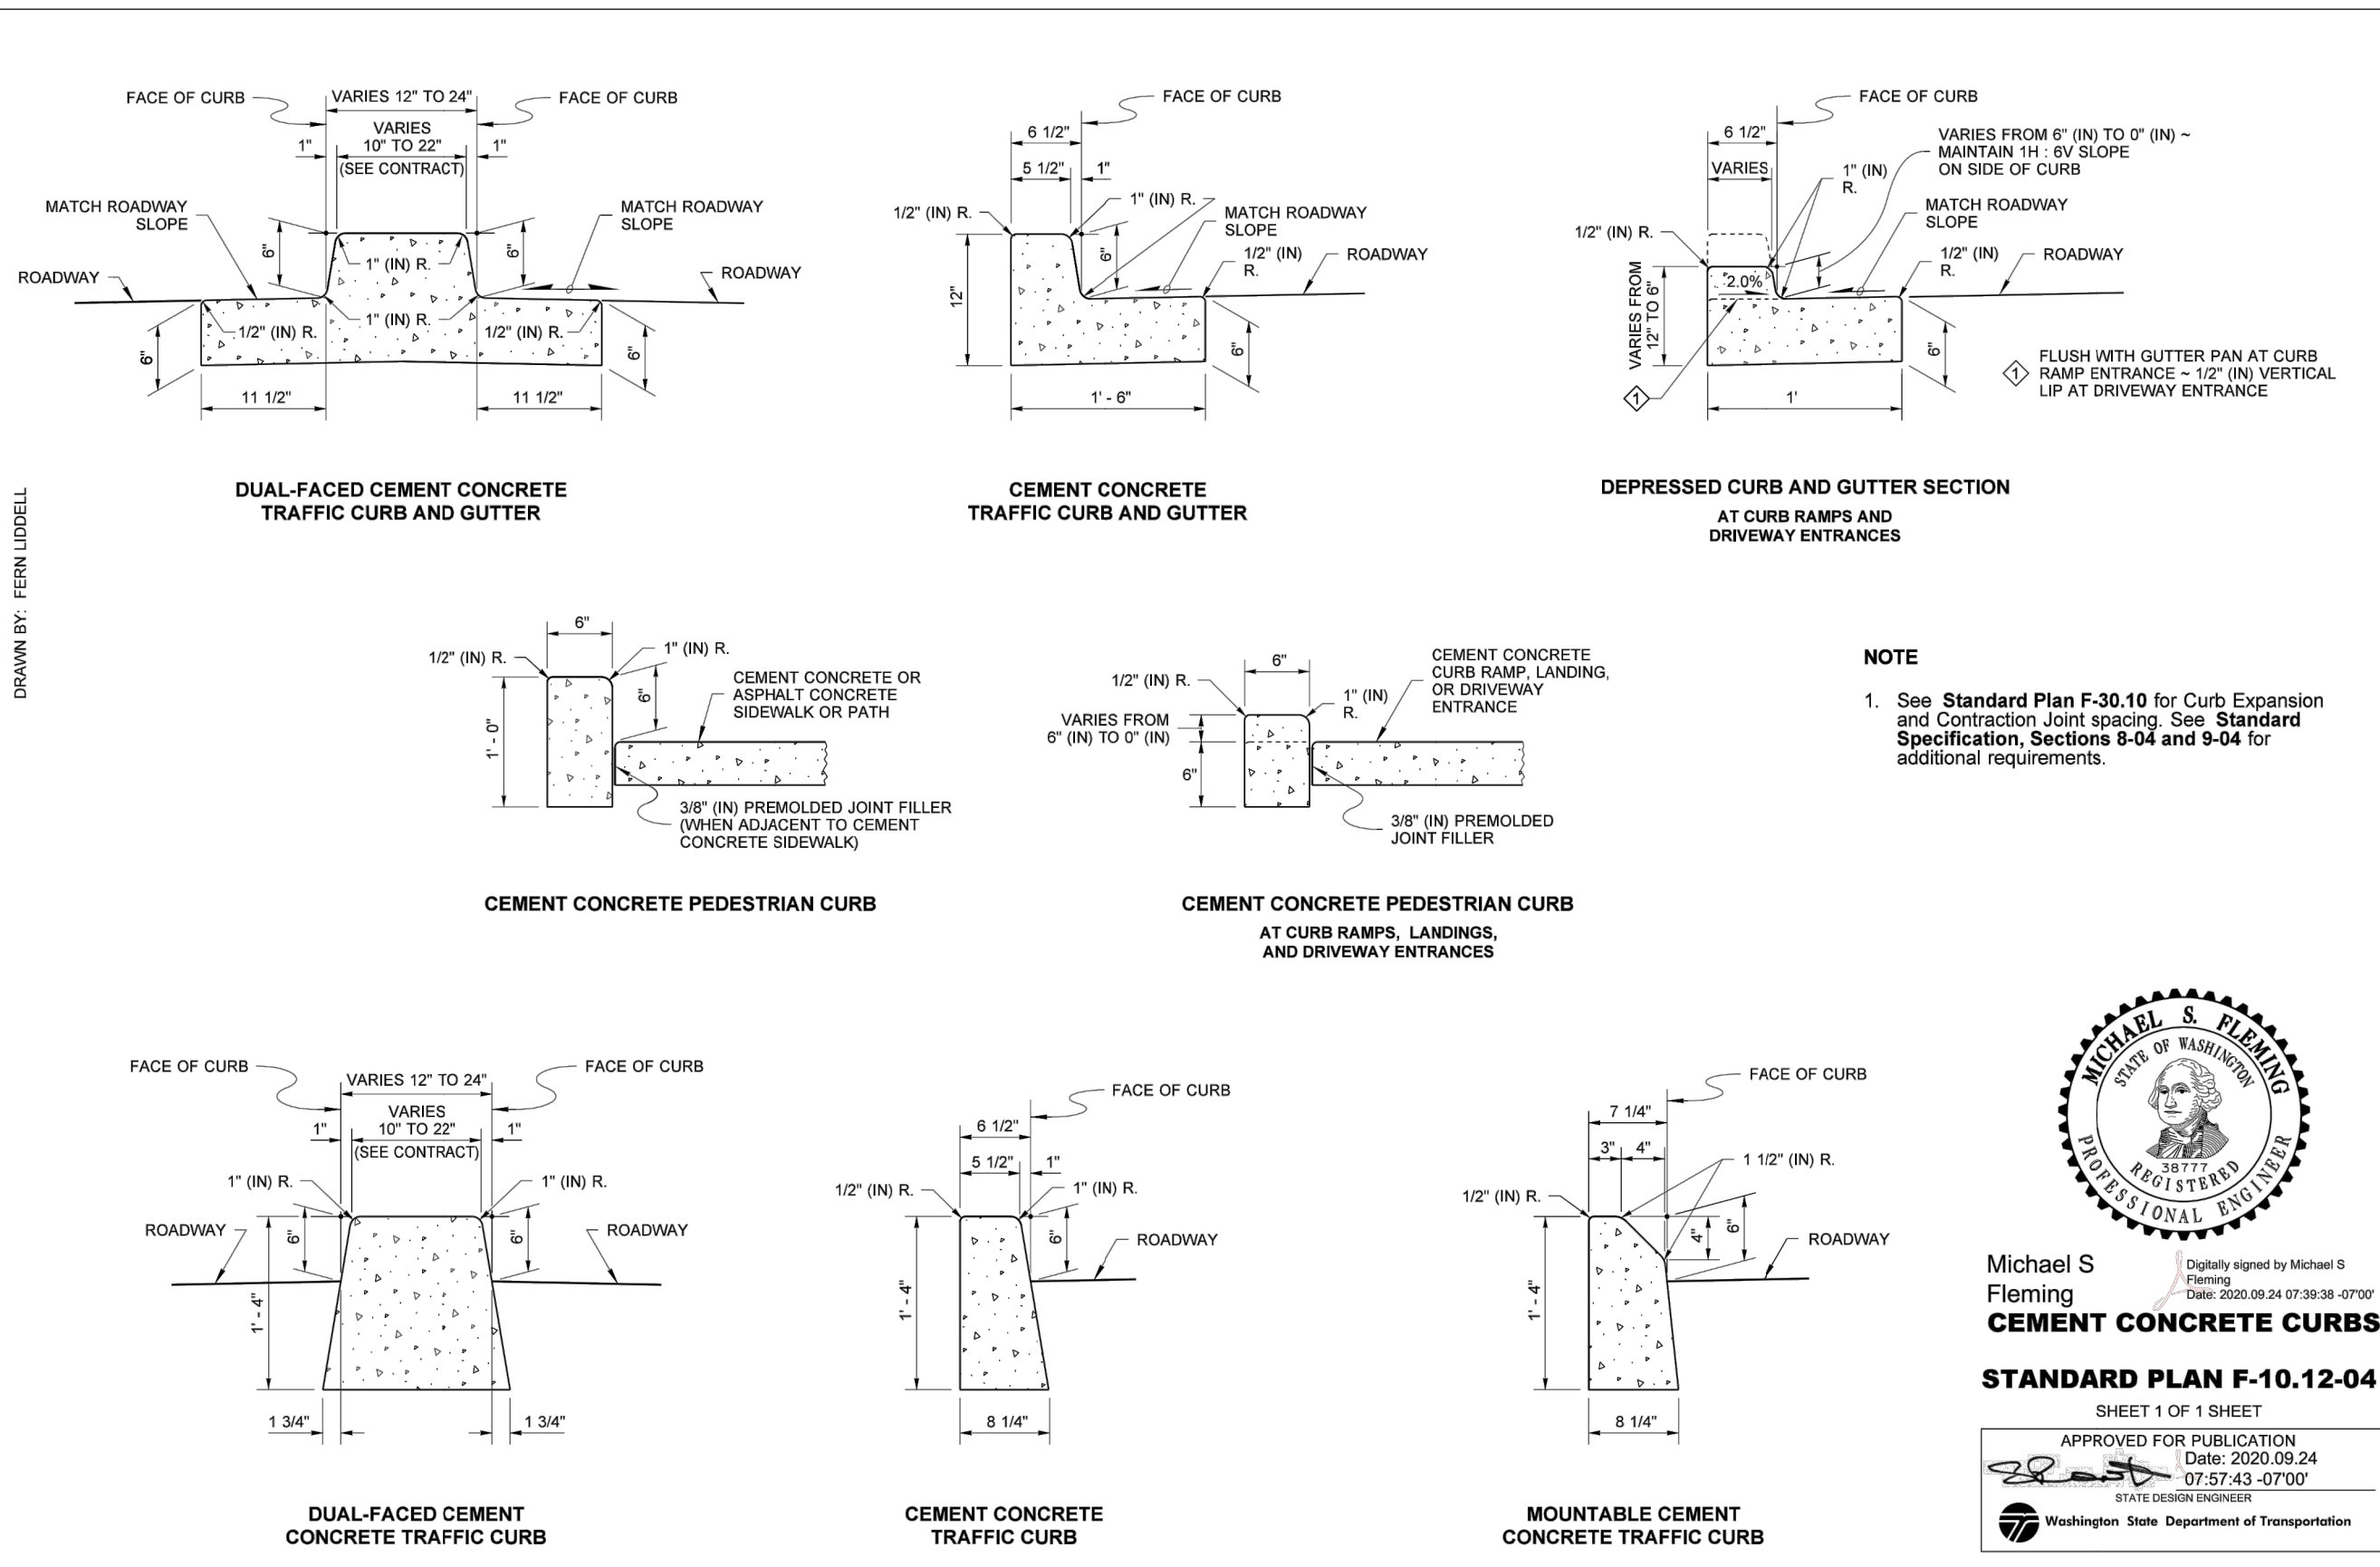 FACE OF CURB
VARIES 12" TO 24"
FACE OF CURB
VARIES
10" TO 22"
(SEE CONTRACT)
1"
1"
MATCH ROADWAY
SLOPE
MATCH ROADWAY
SLOPE
6"
6"
1" (IN) R.
ROADWAY
ROADWAY
1" (IN) R.
1/2" (IN) R.
1/2" (IN) R.
6"
6"
11 1/2"
11 1/2"
DUAL-FACED CEMENT CONCRETE
TRAFFIC CURB AND GUTTER
FACE OF CURB
6 1/2"
5 1/2"
1"
1" (IN) R.
1/2" (IN) R.
MATCH ROADWAY
SLOPE
6"
1/2" (IN)
R.
ROADWAY
12"
6"
1' - 6"
CEMENT CONCRETE
TRAFFIC CURB AND GUTTER
FACE OF CURB
6 1/2"
VARIES
VARIES FROM 6" (IN) TO 0" (IN) ~
MAINTAIN 1H : 6V SLOPE
ON SIDE OF CURB
1" (IN)
R.
MATCH ROADWAY
SLOPE
1/2" (IN) R.
1/2" (IN)
R.
ROADWAY
2.0%
VARIES FROM
12" TO 6"
6"
1
1'
1
FLUSH WITH GUTTER PAN AT CURB
RAMP ENTRANCE ~ 1/2" (IN) VERTICAL
LIP AT DRIVEWAY ENTRANCE
DEPRESSED CURB AND GUTTER SECTION
AT CURB RAMPS AND
DRIVEWAY ENTRANCES
DRAWN BY: FERN LIDDELL
6"
1/2" (IN) R.
1" (IN) R.
6"
CEMENT CONCRETE OR
ASPHALT CONCRETE
SIDEWALK OR PATH
1' - 0"
3/8" (IN) PREMOLDED JOINT FILLER
(WHEN ADJACENT TO CEMENT
CONCRETE SIDEWALK)
CEMENT CONCRETE PEDESTRIAN CURB
6"
1/2" (IN) R.
1" (IN)
R.
CEMENT CONCRETE
CURB RAMP, LANDING,
OR DRIVEWAY
ENTRANCE
VARIES FROM
6" (IN) TO 0" (IN)
6"
3/8" (IN) PREMOLDED
JOINT FILLER
CEMENT CONCRETE PEDESTRIAN CURB
AT CURB RAMPS, LANDINGS,
AND DRIVEWAY ENTRANCES
NOTE
1. See Standard Plan F-30.10 for Curb Expansion
and Contraction Joint spacing. See Standard
Specification, Sections 8-04 and 9-04 for
additional requirements.
FACE OF CURB
VARIES 12" TO 24"
FACE OF CURB
VARIES
10" TO 22"
(SEE CONTRACT)
1"
1"
1" (IN) R.
1" (IN) R.
ROADWAY
6"
6"
ROADWAY
1' - 4"
1 3/4"
1 3/4"
DUAL-FACED CEMENT
CONCRETE TRAFFIC CURB
FACE OF CURB
6 1/2"
5 1/2"
1"
1/2" (IN) R.
1" (IN) R.
6"
ROADWAY
1' - 4"
8 1/4"
CEMENT CONCRETE
TRAFFIC CURB
FACE OF CURB
7 1/4"
3"
4"
1 1/2" (IN) R.
1/2" (IN) R.
4"
6"
ROADWAY
1' - 4"
8 1/4"
MOUNTABLE CEMENT
CONCRETE TRAFFIC CURB
MICHAEL S. FLEMING
STATE OF WASHINGTON
38777
REGISTERED
PROFESSIONAL ENGINEER
Michael S
Fleming
Digitally signed by Michael S
Fleming
Date: 2020.09.24 07:39:38 -07'00'
CEMENT CONCRETE CURBS
STANDARD PLAN F-10.12-04
SHEET 1 OF 1 SHEET
APPROVED FOR PUBLICATION
Date: 2020.09.24
07:57:43 -07'00'
STATE DESIGN ENGINEER
Washington State Department of Transportation